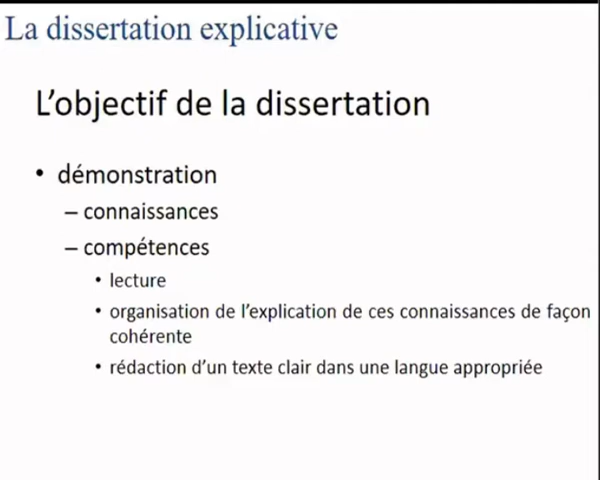 La dissertation explicative
L’objectif de la dissertation
• démonstration
– connaissances
– compétences
• lecture
• organisation de l’explication de ces connaissances de façon
cohérente
• rédaction d’un texte clair dans une langue appropriée